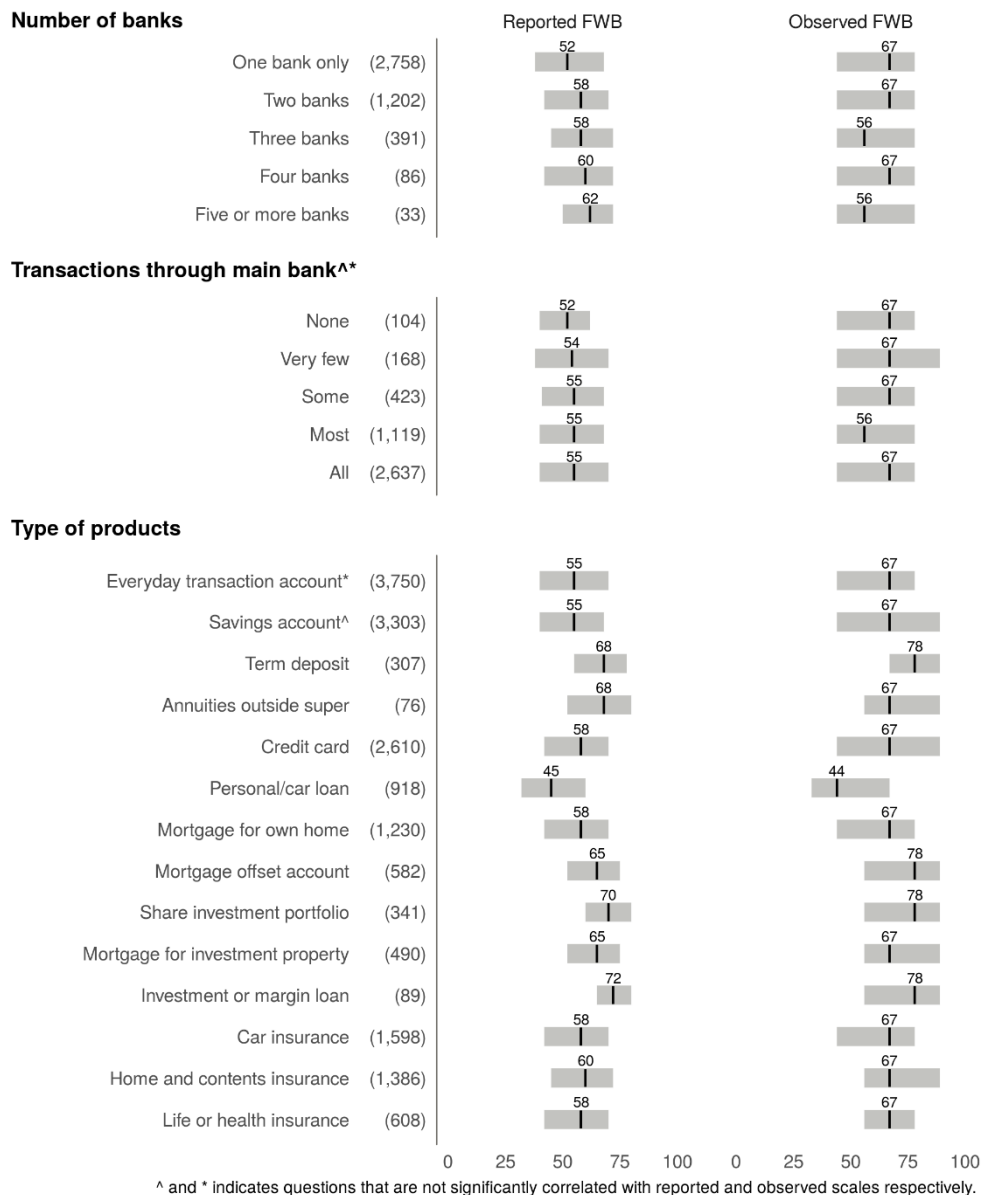 Number of banks Reported FWB Observed FWB
One bank only (2,758) 52 67
Two banks (1,202) 58 67
Three banks (391) 58 56
Four banks (86) 60 67
Five or more banks (33) 62 56
Transactions through main bank^*
None (104) 52 67
Very few (168) 54 67
Some (423) 55 67
Most (1,119) 55 56
All (2,637) 55 67
Type of products
Everyday transaction account* (3,750) 55 67
Savings account^ (3,303) 55 67
Term deposit (307) 68 78
Annuities outside super (76) 68 67
Credit card (2,610) 58 67
Personal/car loan (918) 45 44
Mortgage for own home (1,230) 58 67
Mortgage offset account (582) 65 78
Share investment portfolio (341) 70 78
Mortgage for investment property (490) 65 67
Investment or margin loan (89) 72 78
Car insurance (1,598) 58 67
Home and contents insurance (1,386) 60 67
Life or health insurance (608) 58 67
0 25 50 75 100 0 25 50 75 100
^ and * indicates questions that are not significantly correlated with reported and observed scales respectively.